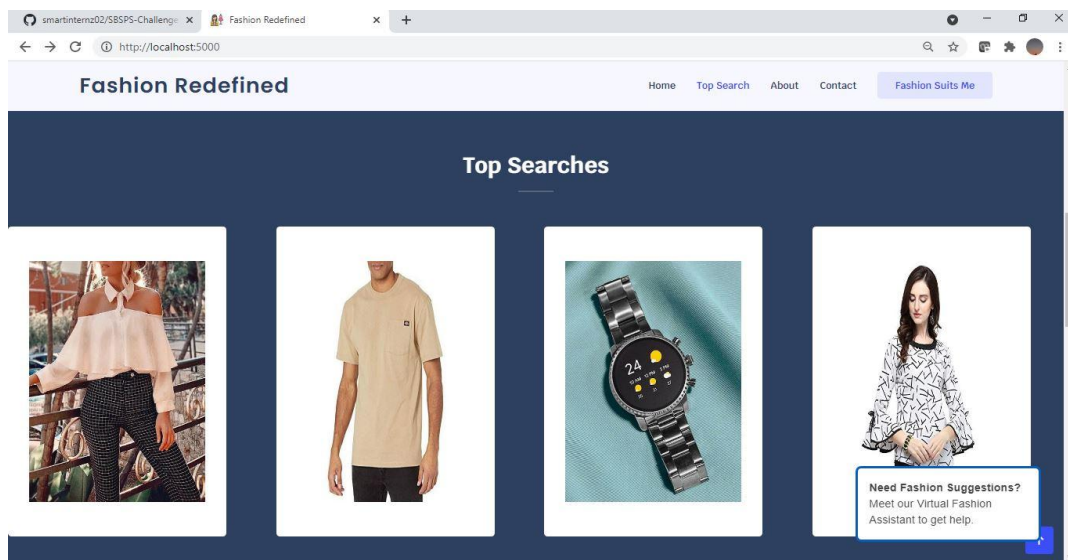 smartinternz02/SBSPS-Challenge
Fashion Redefined
http://localhost:5000
Fashion Redefined
Home
Top Search
About
Contact
Fashion Suits Me
Top Searches
24
Need Fashion Suggestions?
Meet our Virtual Fashion
Assistant to get help.